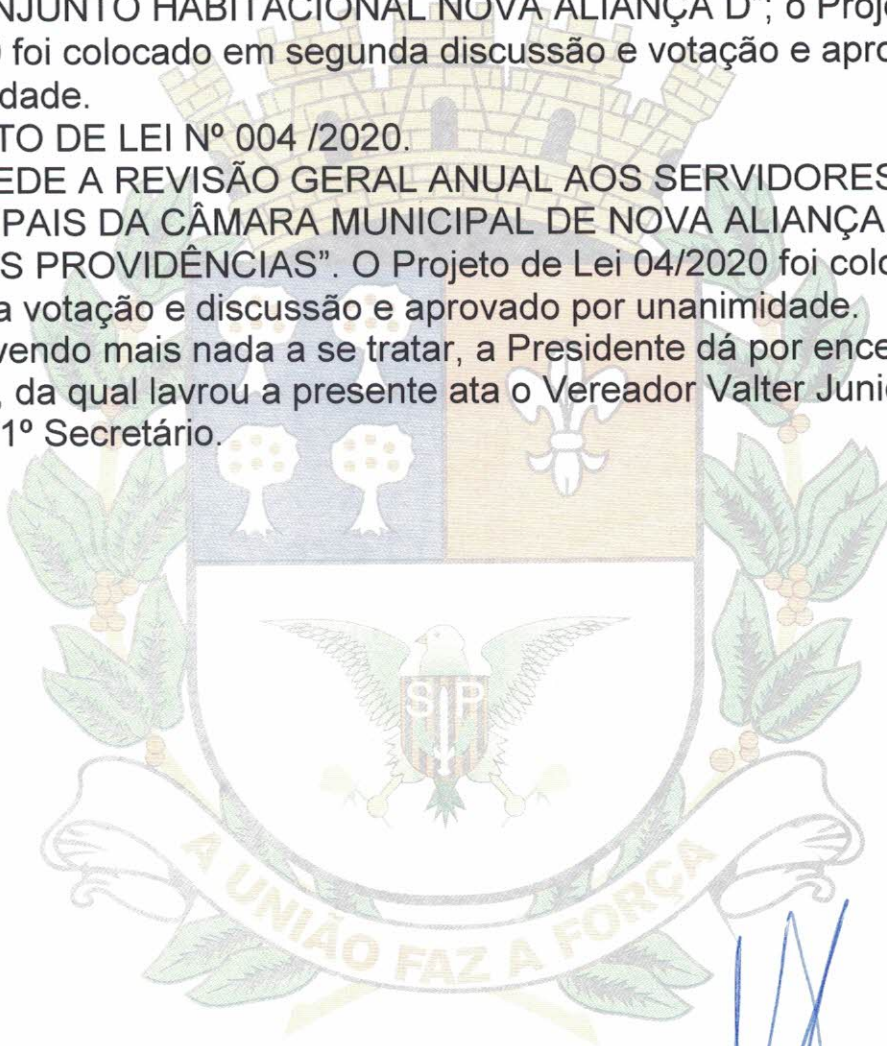 NJUNTO HABITACIONAL NOVA ALIANÇA D”; o Proje
0 foi colocado em segunda discussão e votação e apro
dade.
TO DE LEI Nº 004 /2020.
EDE A REVISÃO GERAL ANUAL AOS SERVIDORES
PAIS DA CÂMARA MUNICIPAL DE NOVA ALIANÇA
S PROVIDÊNCIAS”. O Projeto de Lei 04/2020 foi colo
a votação e discussão e aprovado por unanimidade.
vendo mais nada a se tratar, a Presidente dá por ence
, da qual lavrou a presente ata o Vereador Valter Juni
1º Secretário.
SP
A UNIÃO FAZ A FORÇA